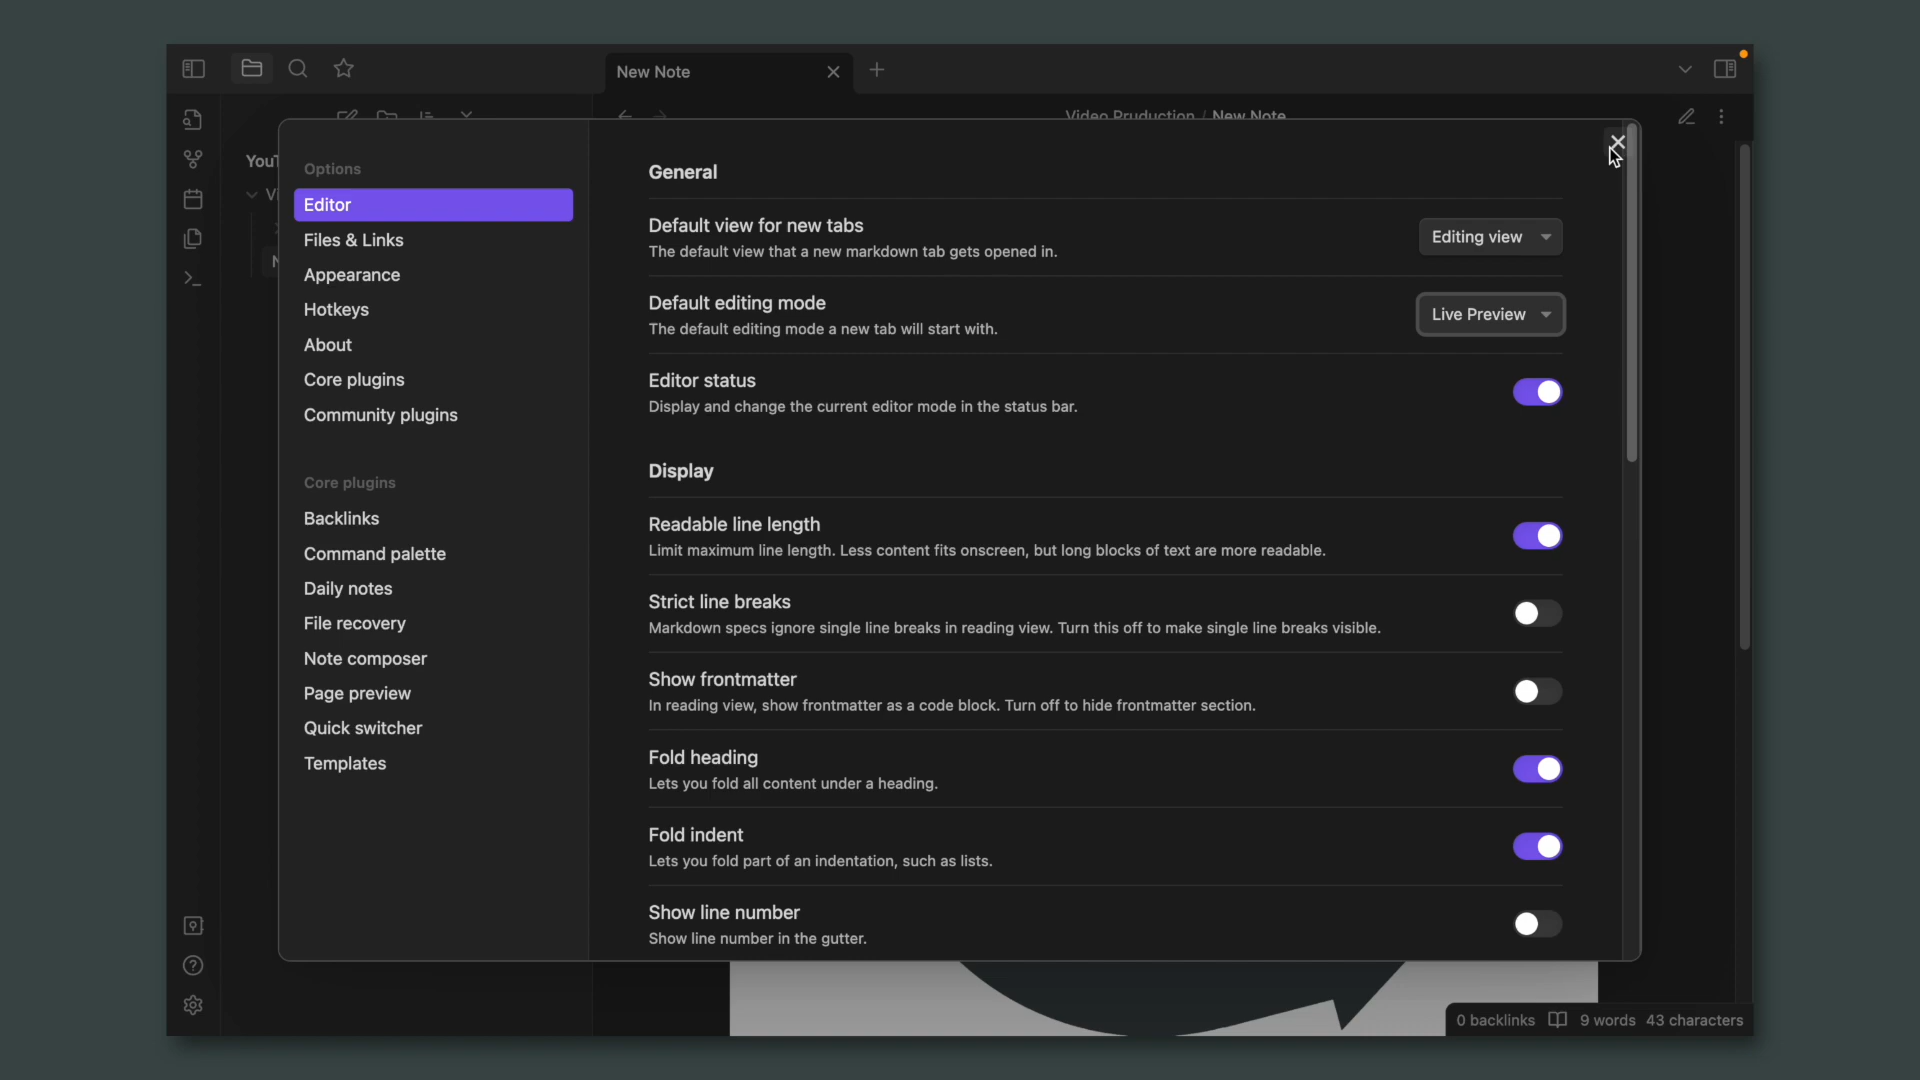 New Note
Video Pruduction / New Note
Options
Editor
Files & Links
Appearance
Hotkeys
About
Core plugins
Community plugins
Core plugins
Backlinks
Command palette
Daily notes
File recovery
Note composer
Page preview
Quick switcher
Templates
General
Default view for new tabs
The default view that a new markdown tab gets opened in.
Editing view
Default editing mode
The default editing mode a new tab will start with.
Live Preview
Editor status
Display and change the current editor mode in the status bar.
Display
Readable line length
Limit maximum line length. Less content fits onscreen, but long blocks of text are more readable.
Strict line breaks
Markdown specs ignore single line breaks in reading view. Turn this off to make single line breaks visible.
Show frontmatter
In reading view, show frontmatter as a code block. Turn off to hide frontmatter section.
Fold heading
Lets you fold all content under a heading.
Fold indent
Lets you fold part of an indentation, such as lists.
Show line number
Show line number in the gutter.
0 backlinks 9 words 43 characters